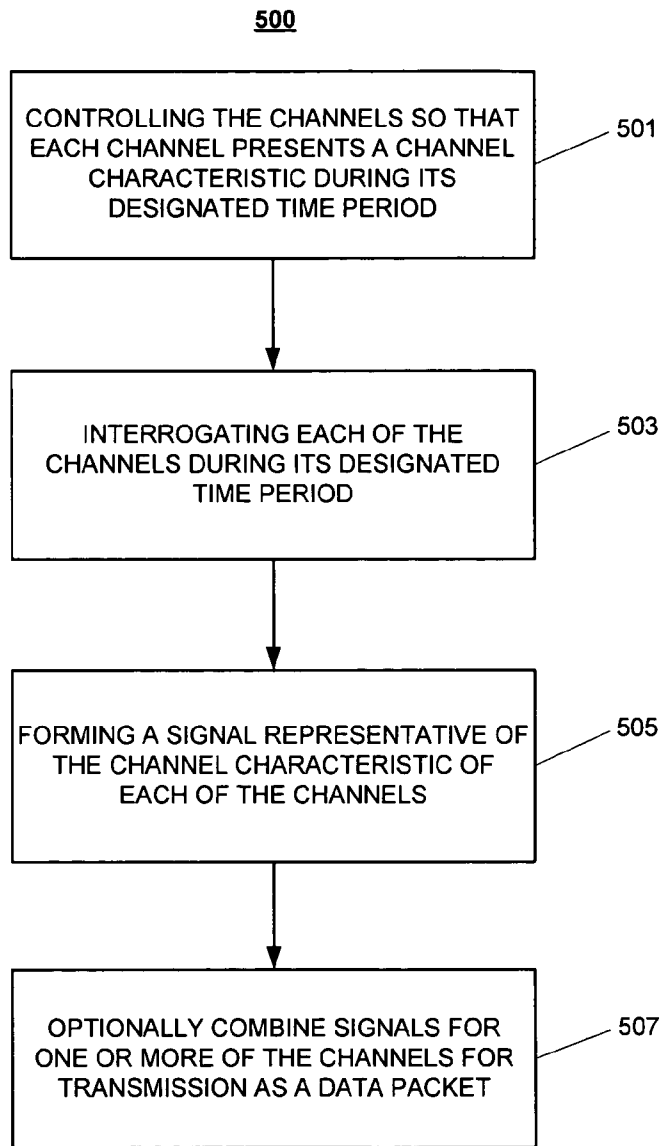 500
CONTROLLING THE CHANNELS SO THAT
EACH CHANNEL PRESENTS A CHANNEL
CHARACTERISTIC DURING ITS
DESIGNATED TIME PERIOD
501
INTERROGATING EACH OF THE
CHANNELS DURING ITS DESIGNATED
TIME PERIOD
503
FORMING A SIGNAL REPRESENTATIVE OF
THE CHANNEL CHARACTERISTIC OF
EACH OF THE CHANNELS
505
OPTIONALLY COMBINE SIGNALS FOR
ONE OR MORE OF THE CHANNELS FOR
TRANSMISSION AS A DATA PACKET
507